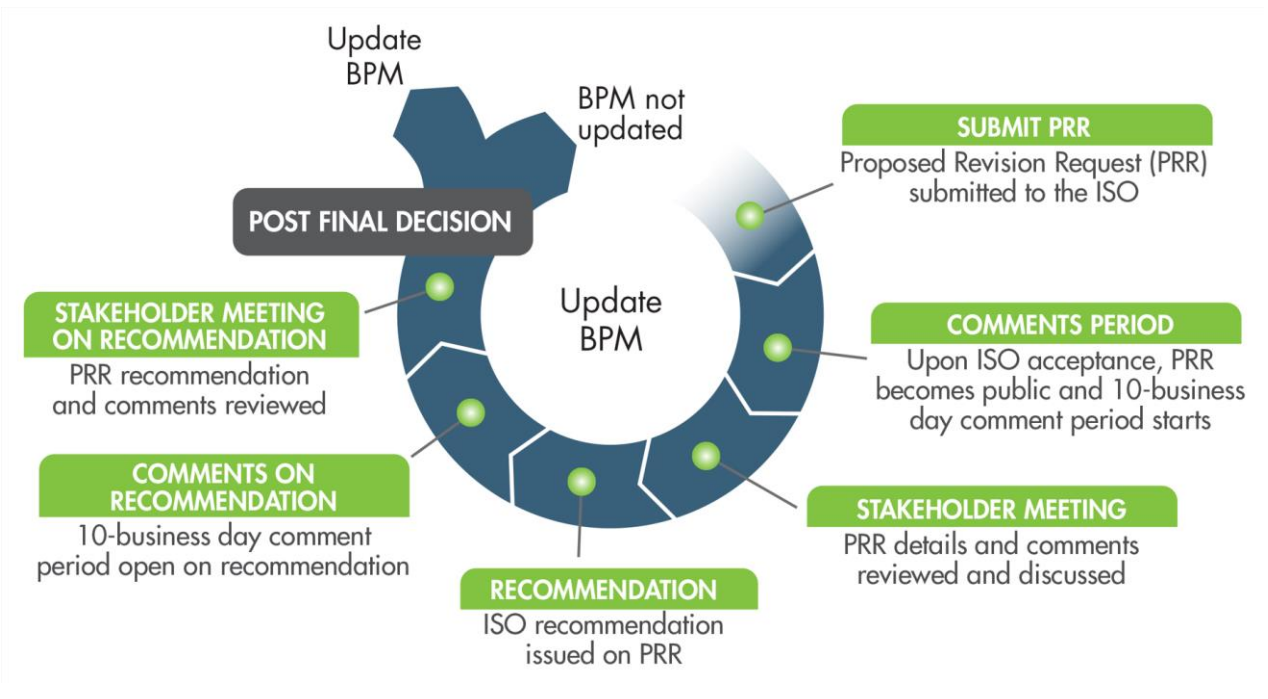 Update
BPM
BPM not
updated
SUBMIT PRR
Proposed Revision Request (PRR)
submitted to the ISO
COMMENTS PERIOD
Upon ISO acceptance, PRR
becomes public and 10-business
day comment period starts
STAKEHOLDER MEETING
PRR details and comments
reviewed and discussed
RECOMMENDATION
ISO recommendation
issued on PRR
COMMENTS ON
RECOMMENDATION
10-business day comment
period open on recommendation
STAKEHOLDER MEETING
ON RECOMMENDATION
PRR recommendation
and comments reviewed
POST FINAL DECISION
Update
BPM